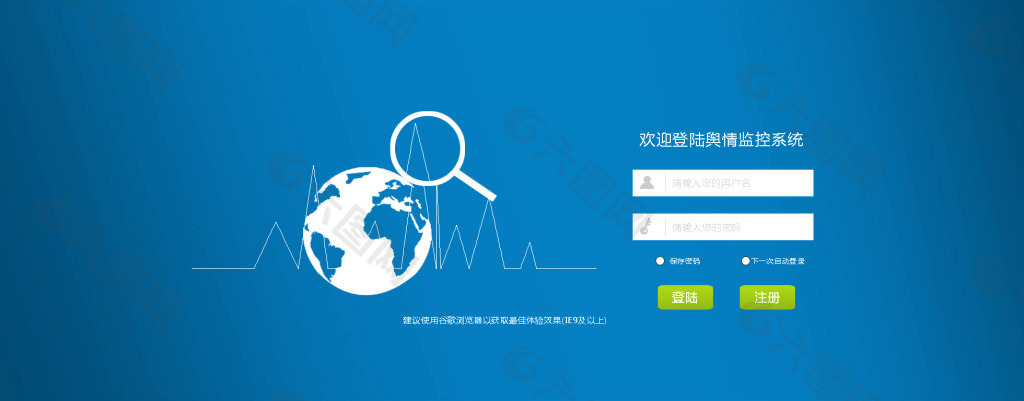 欢迎登陆舆情监控系统
请输入您的用户名
请输入您的密码
保存密码
下一次自动登录
登陆
注册
建议使用谷歌浏览器以获取最佳体验效果(IE9及以上)
六图网